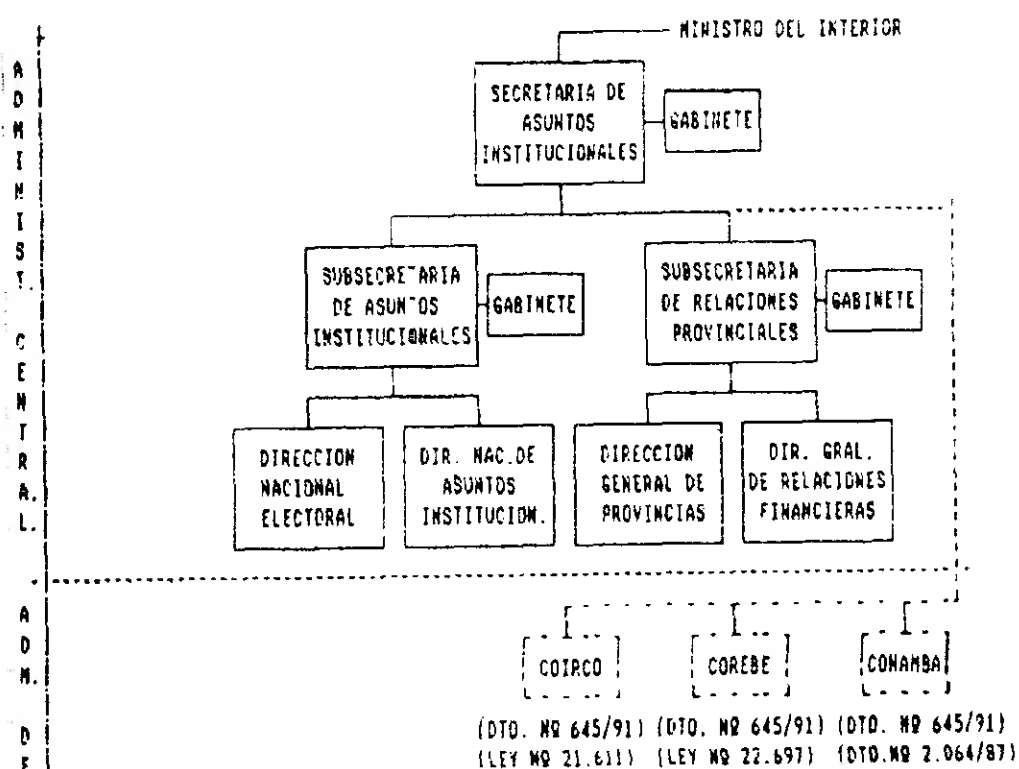 MINISTRO DEL INTERIOR
SECRETARIA DE
ASUNTOS
INSTITUCIONALES
GABINETE
SUBSECRETARIA
DE ASUNTOS
INSTITUCIONALES
GABINETE
SUBSECRETARIA
DE RELACIONES
PROVINCIALES
GABINETE
DIRECCION
NACIONAL
ELECTORAL
DIR. NAC.DE
ASUNTOS
INSTITUCION.
DIRECCION
GENERAL DE
PROVINCIAS
DIR. GRAL.
DE RELACIONES
FINANCIERAS
ADMINIST. CENTRAL.
ADM. DE
COIRCO
COREBE
CONAMBA
(DTO. Nº 645/91) (DTO. Nº 645/91) (DTO. Nº 645/91)
(LEY Nº 21.611) (LEY Nº 22.697) (DTO.Nº 2.064/87)